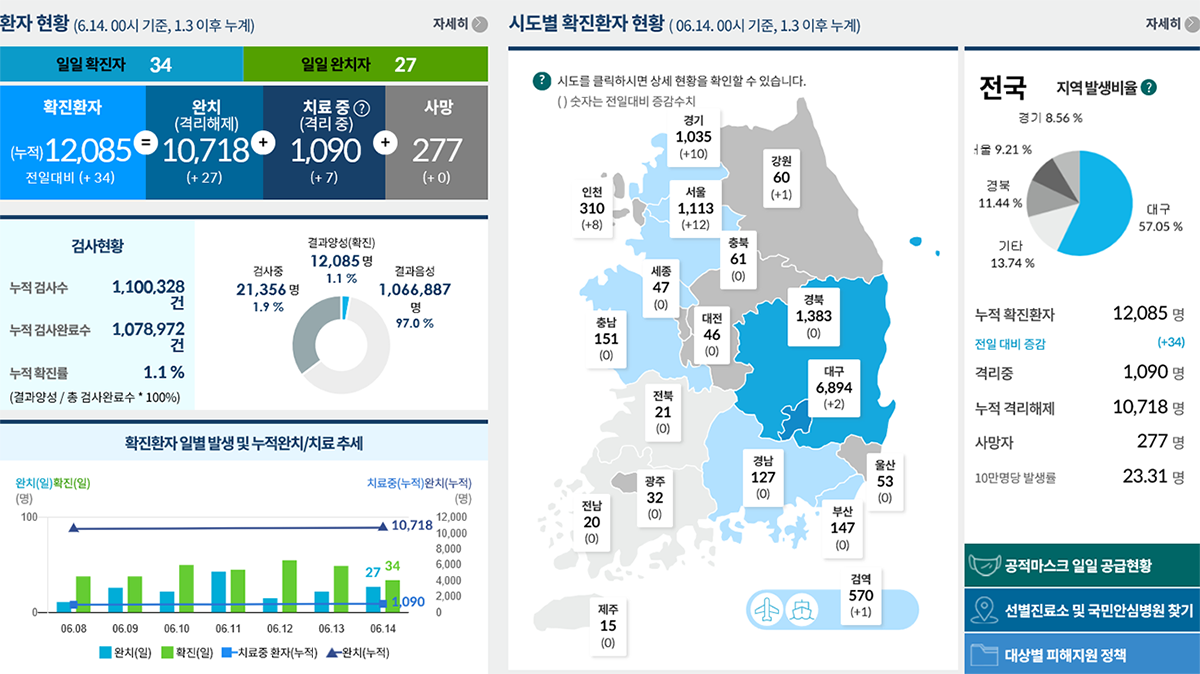 환자 현황 (6.14. 00시 기준, 1.3 이후 누계)
자세히
일일 확진자 34
일일 완치자 27
확진환자
(누적)12,085
전일대비 (+ 34)
=
완치
(격리해제)
10,718
(+ 27)
+
치료 중 ?
(격리 중)
1,090
(+ 7)
+
사망
277
(+ 0)
검사현황
누적 검사수 1,100,328
건
누적 검사완료수 1,078,972
건
누적 확진률 1.1 %
(결과양성 / 총 검사완료수 * 100%)
결과양성(확진)
12,085 명
1.1 %
검사중
21,356 명
1.9 %
결과음성
1,066,887
명
97.0 %
확진환자 일별 발생 및 누적완치/치료 추세
완치(일)확진(일)
(명)
치료중(누적)완치(누적)
(명)
100
0
12,000
10,000
8,000
6,000
4,000
2,000
0
10,718
27
34
1,090
06.08 06.09 06.10 06.11 06.12 06.13 06.14
완치(일) 확진(일) 치료중 환자(누적) 완치(누적)
시도별 확진환자 현황 ( 06.14. 00시 기준, 1.3 이후 누계)
자세히
? 시도를 클릭하시면 상세 현황을 확인할 수 있습니다.
( ) 숫자는 전일대비 증감수치
경기
1,035
(+10)
강원
60
(+1)
인천
310
(+8)
서울
1,113
(+12)
충북
61
(0)
세종
47
(0)
경북
1,383
(0)
충남
151
(0)
대전
46
(0)
대구
6,894
(+2)
전북
21
(0)
경남
127
(0)
울산
53
(0)
광주
32
(0)
전남
20
(0)
부산
147
(0)
검역
570
(+1)
제주
15
(0)
전국
지역 발생비율 ?
경기 8.56 %
서울 9.21 %
경북
11.44 %
대구
57.05 %
기타
13.74 %
누적 확진환자 12,085 명
전일 대비 증감 (+34)
격리중 1,090 명
누적 격리해제 10,718 명
사망자 277 명
10만명당 발생률 23.31 명
공적마스크 일일 공급현황
선별진료소 및 국민안심병원 찾기
대상별 피해지원 정책